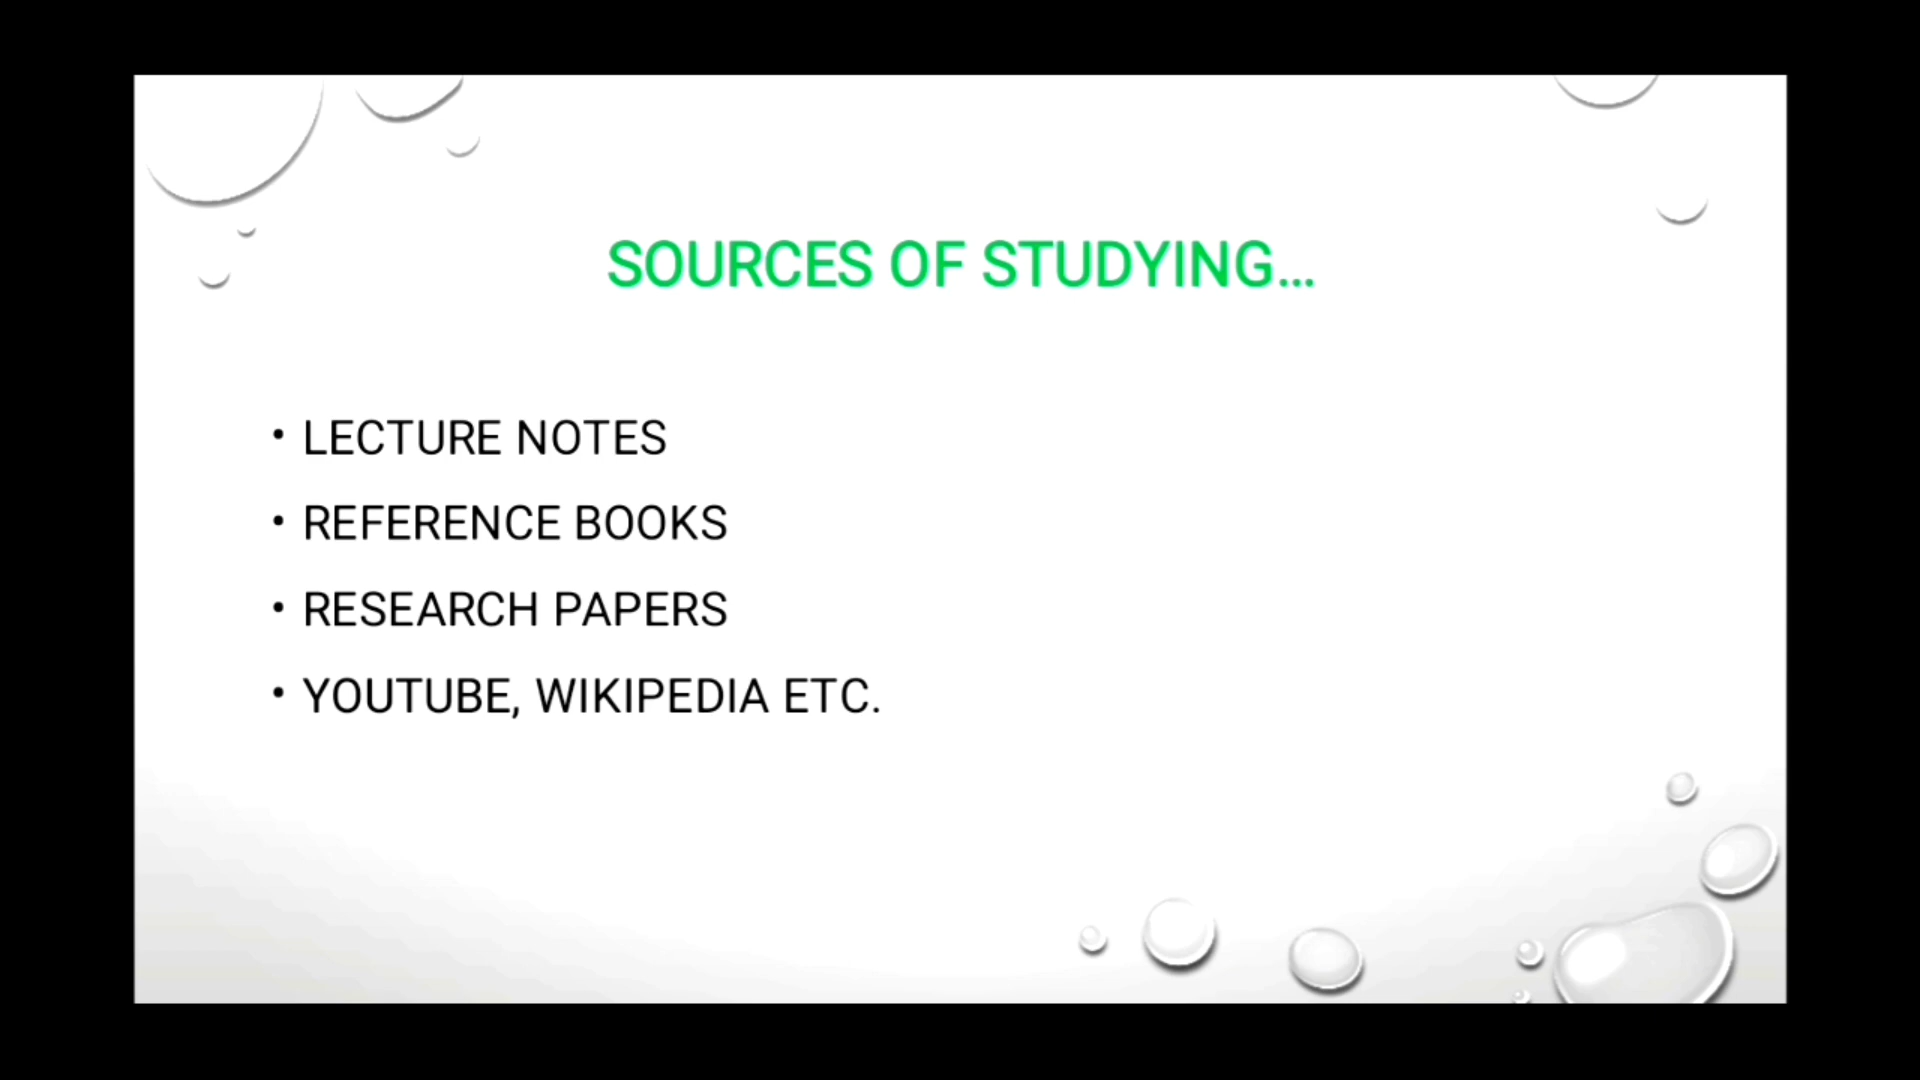 SOURCES OF STUDYING...
• LECTURE NOTES
• REFERENCE BOOKS
• RESEARCH PAPERS
• YOUTUBE, WIKIPEDIA ETC.